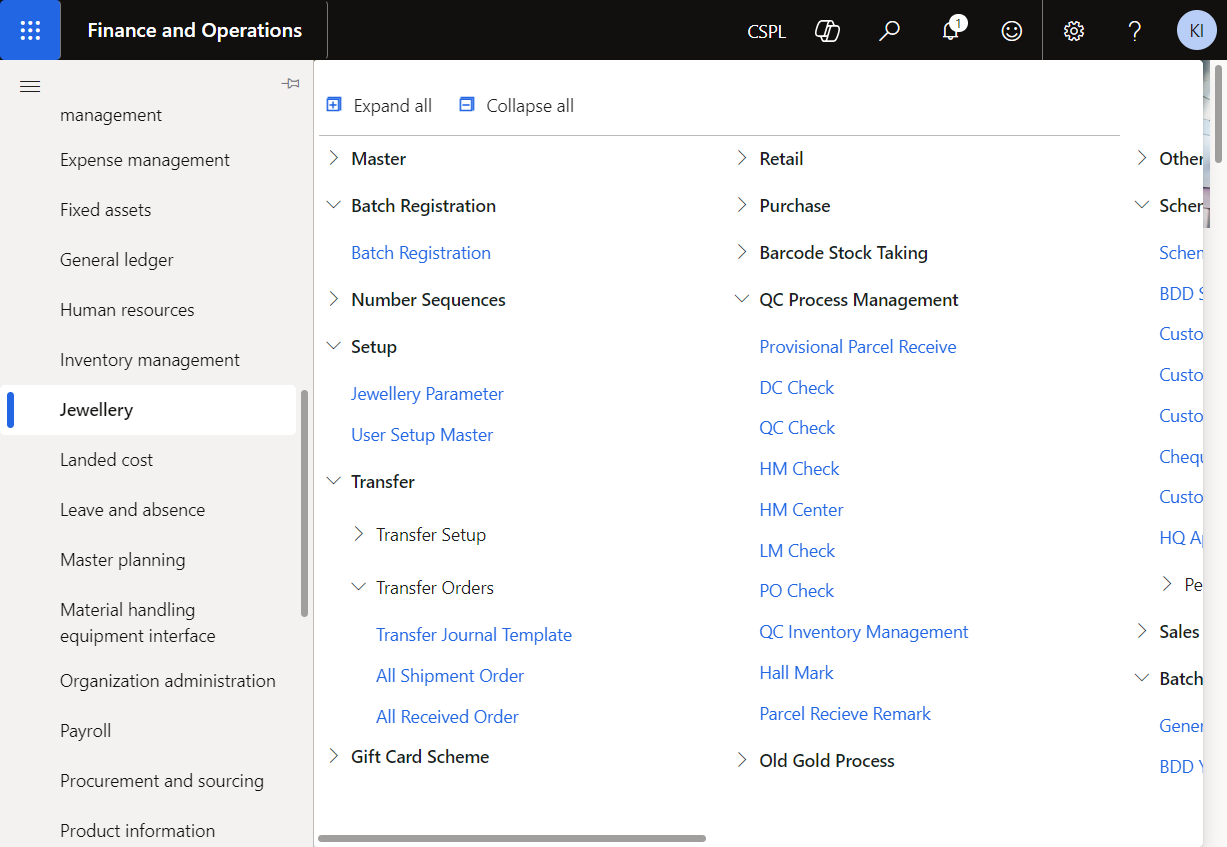 Finance and Operations
CSPL
1
KI
management
Expense management
Fixed assets
General ledger
Human resources
Inventory management
Jewellery
Landed cost
Leave and absence
Master planning
Material handling
equipment interface
Organization administration
Payroll
Procurement and sourcing
Product information
Expand all
Collapse all
Master
Batch Registration
Batch Registration
Number Sequences
Setup
Jewellery Parameter
User Setup Master
Transfer
Transfer Setup
Transfer Orders
Transfer Journal Template
All Shipment Order
All Received Order
Gift Card Scheme
Retail
Purchase
Barcode Stock Taking
QC Process Management
Provisional Parcel Receive
DC Check
QC Check
HM Check
HM Center
LM Check
PO Check
QC Inventory Management
Hall Mark
Parcel Recieve Remark
Old Gold Process
Other
Schem
Schem
BDD S
Custo
Custo
Custo
Chequ
Custo
HQ Ap
Pe
Sales
Batch
Gener
BDD Y